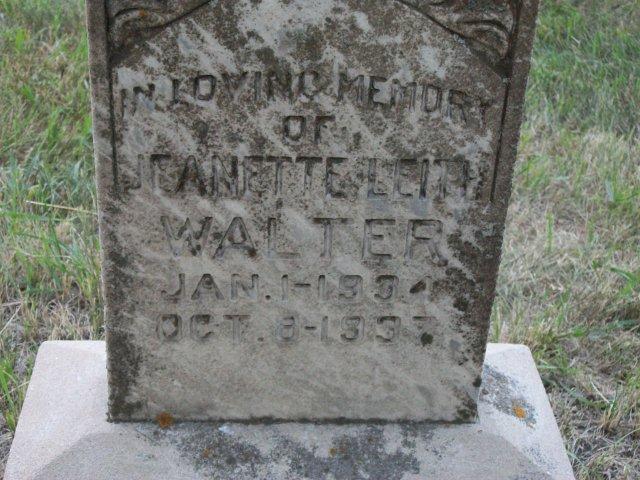 IN LOVING MEMORY
OF
JEANETTE LEITH
WALTER
JAN. 1-1934
OCT. 8-1937